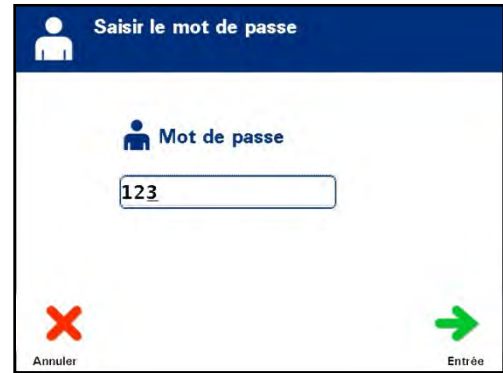 Saisir le mot de passe
Mot de passe
123
Annuler
Entrée